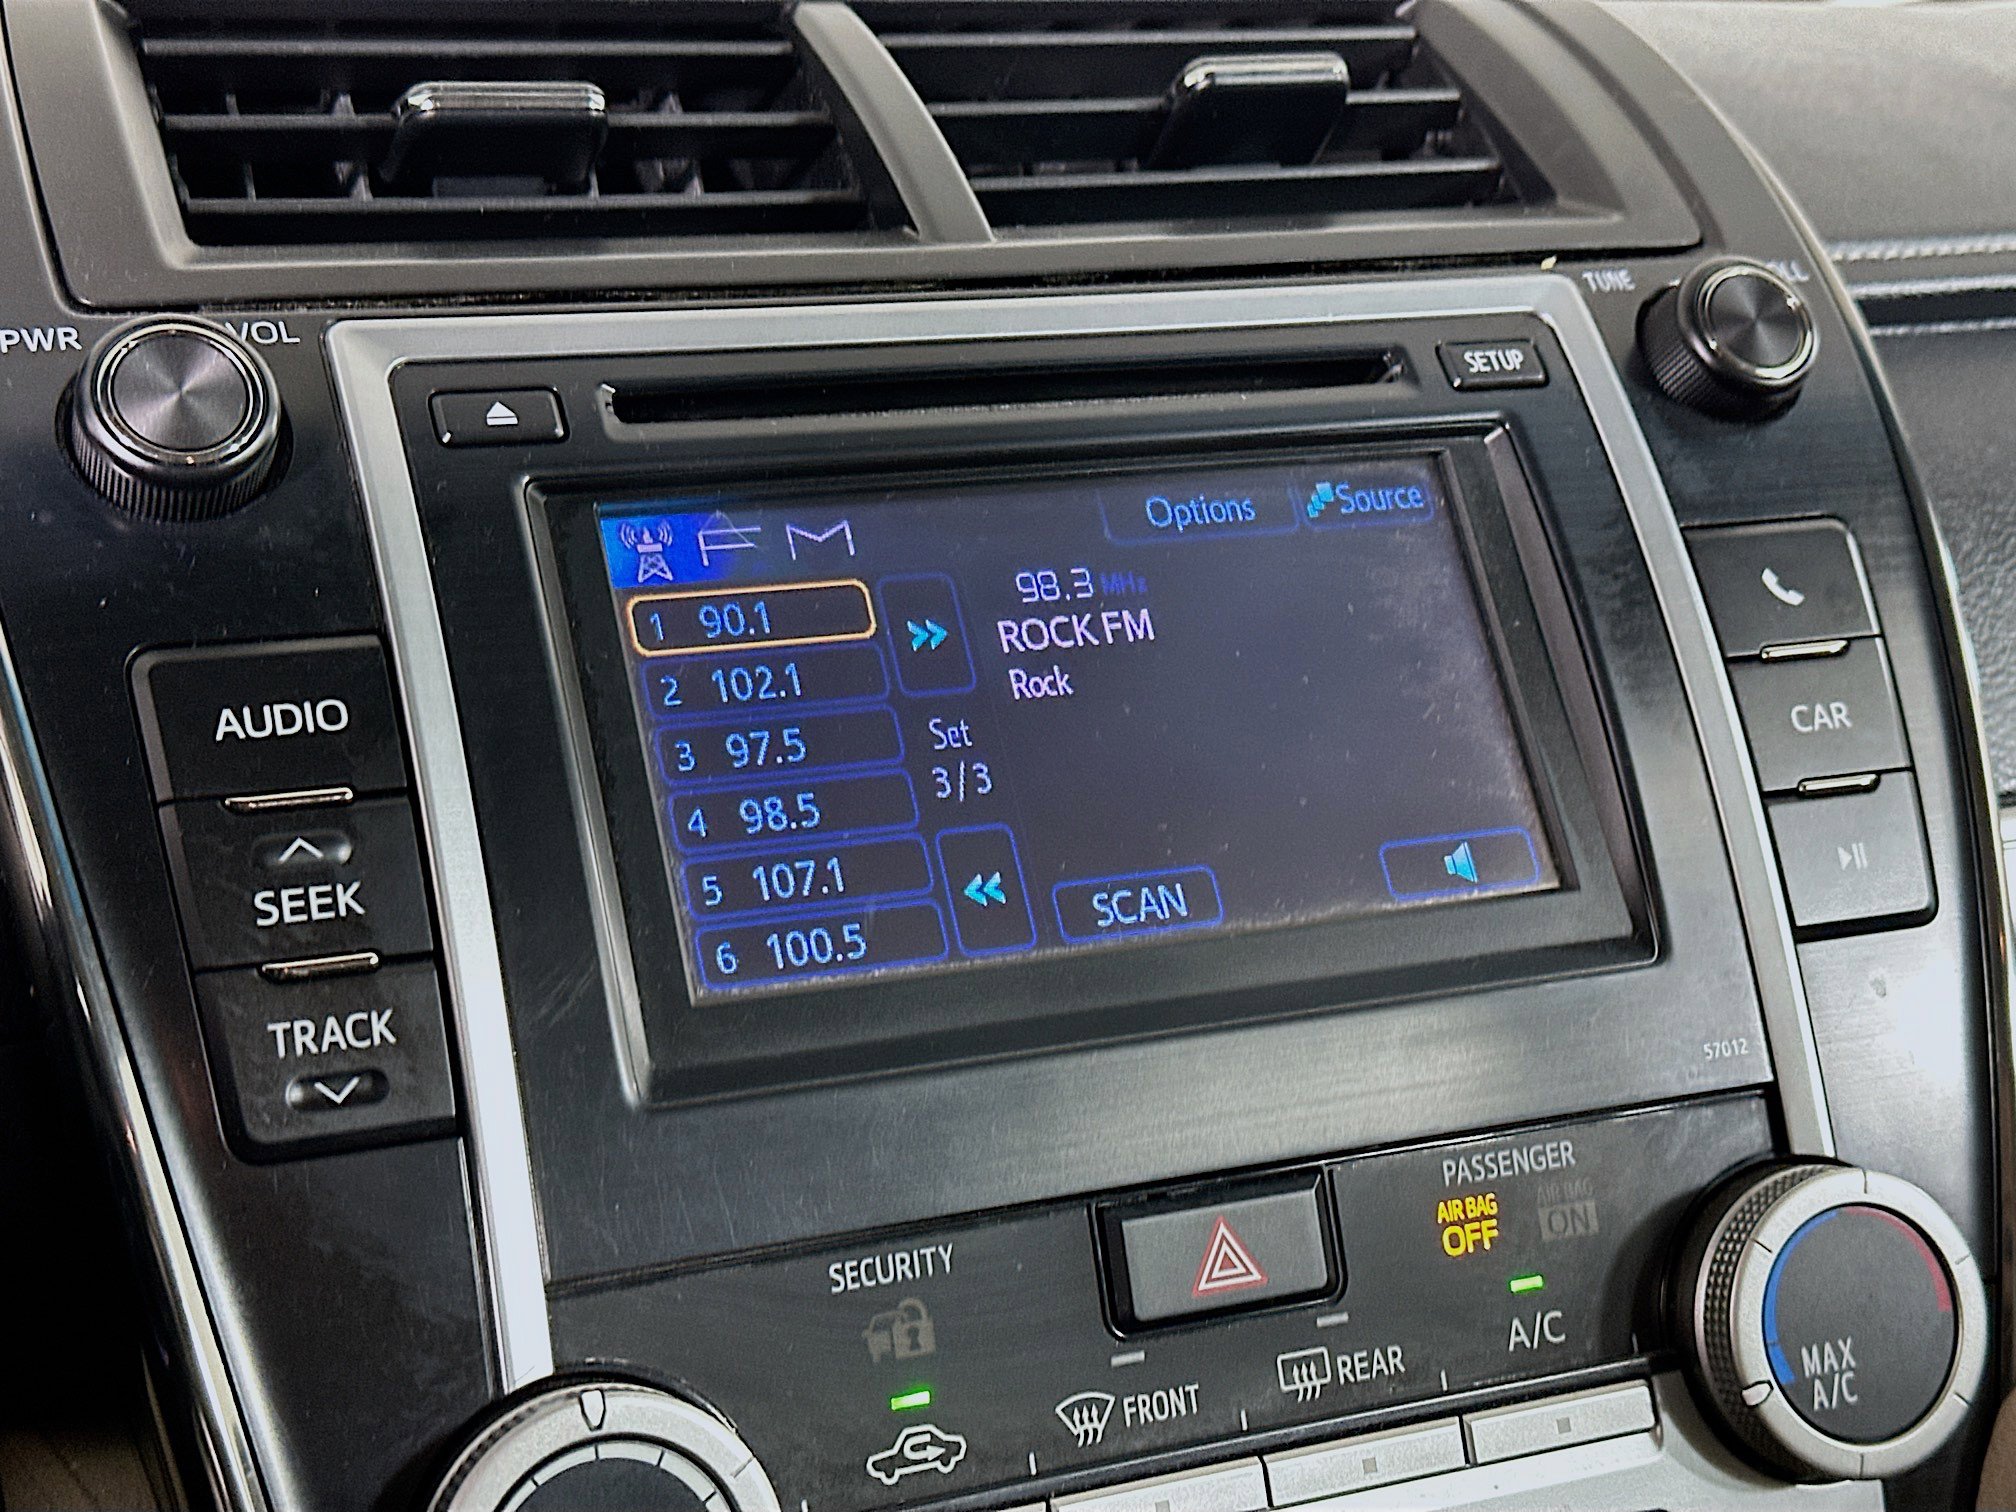 PWR
VOL
TUNE
SETUP
FM
Options
Source
1 90.1
2 102.1
3 97.5
4 98.5
5 107.1
6 100.5
Set
3/3
98.3 MHz
ROCK FM
Rock
SCAN
AUDIO
SEEK
TRACK
CAR
57012
PASSENGER
AIR BAG
OFF
AIR BAG
ON
SECURITY
FRONT
REAR
A/C
MAX
A/C